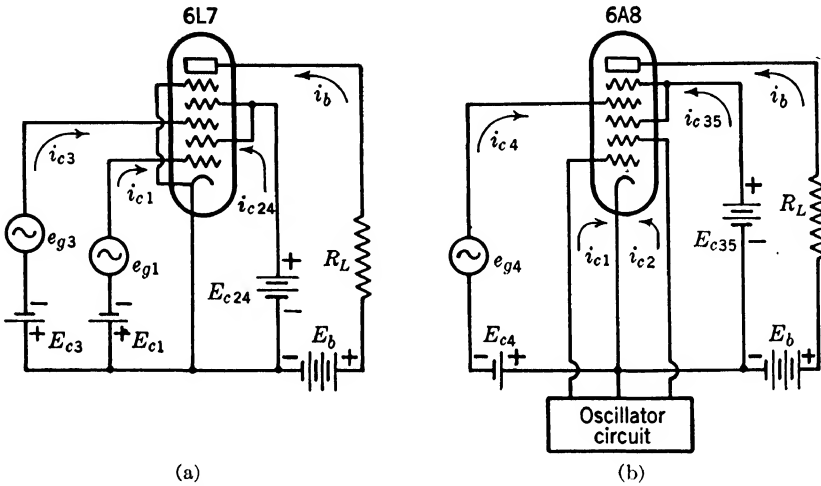 6L7
i_b
i_c3
i_c1
i_c24
e_g3
e_g1
R_L
+
E_c24
−
−
+
E_c3
−
+
E_c1
−
E_b
+
(a)
6A8
i_b
i_c35
i_c4
+
E_c35
−
R_L
i_c1
i_c2
e_g4
E_c4
−
+
E_b
−
+
Oscillator
circuit
(b)